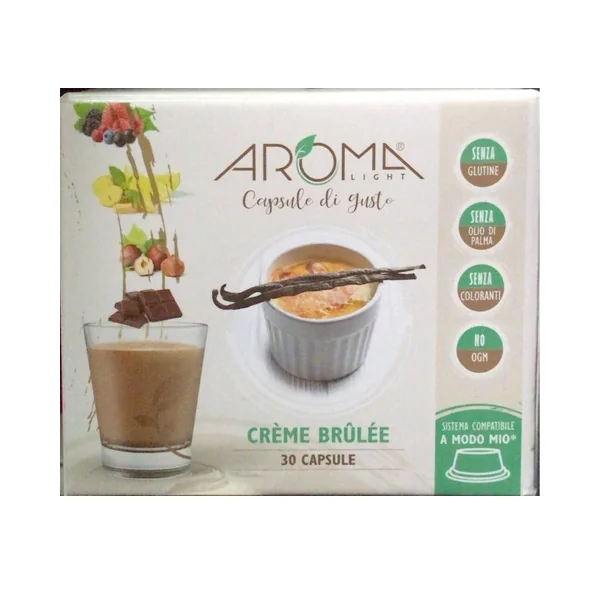 AROMA®
LIGHT
Capsule di gusto
SENZA
GLUTINE
SENZA
OLIO DI
PALMA
SENZA
COLORANTI
NO
OGM
CRÈME BRÛLÉE
30 CAPSULE
SISTEMA COMPATIBILE
A MODO MIO®